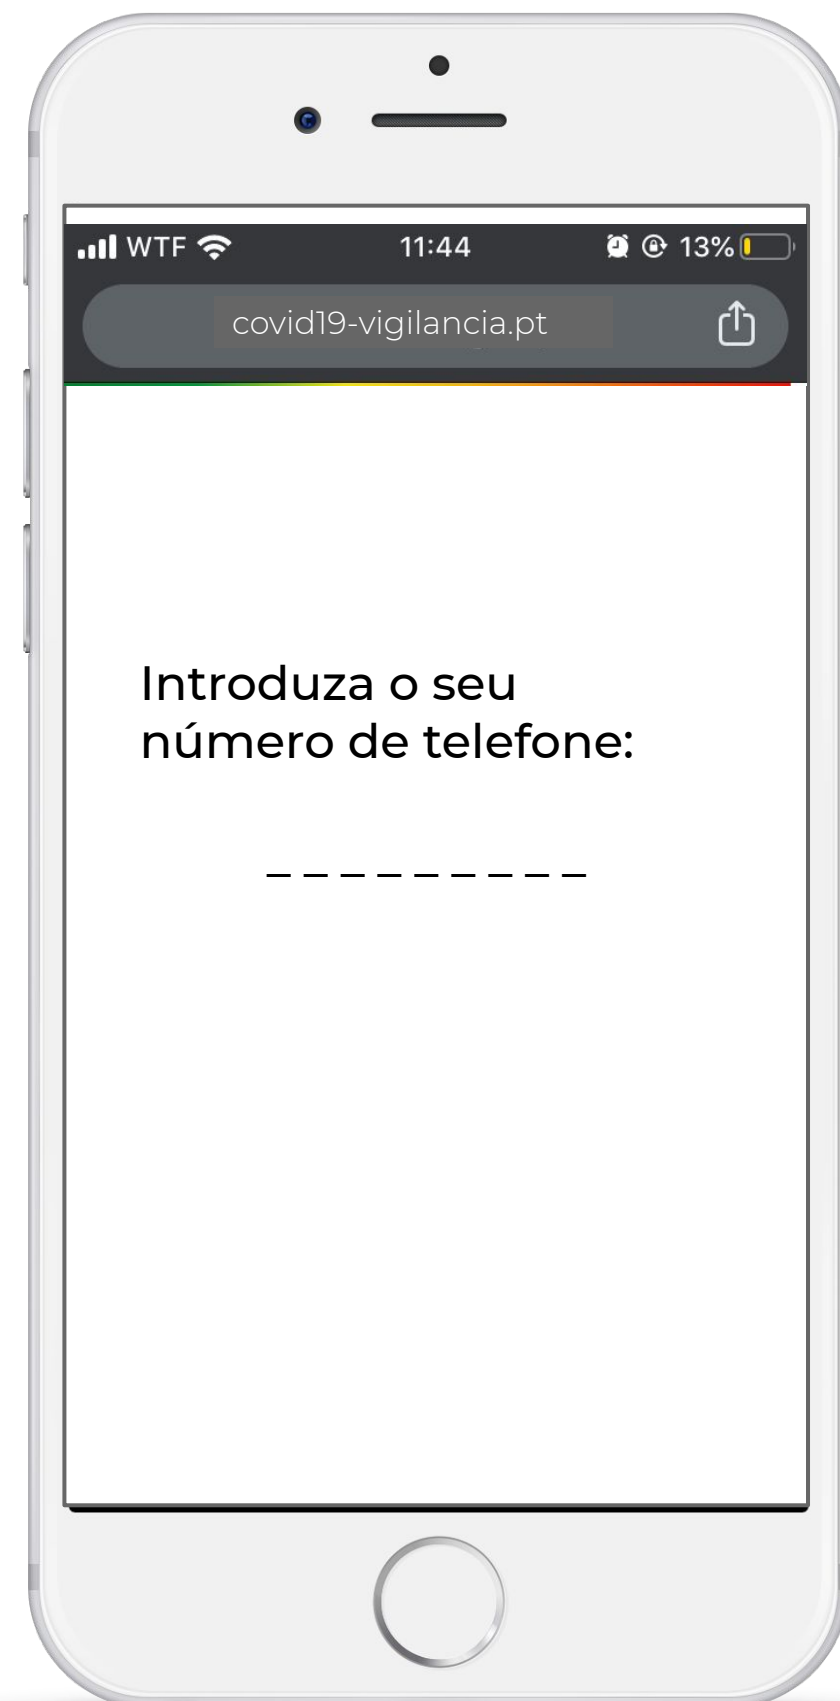 WTF 11:44 13%
covid19-vigilancia.pt
Introduza o seu
número de telefone:
_ _ _ _ _ _ _ _ _